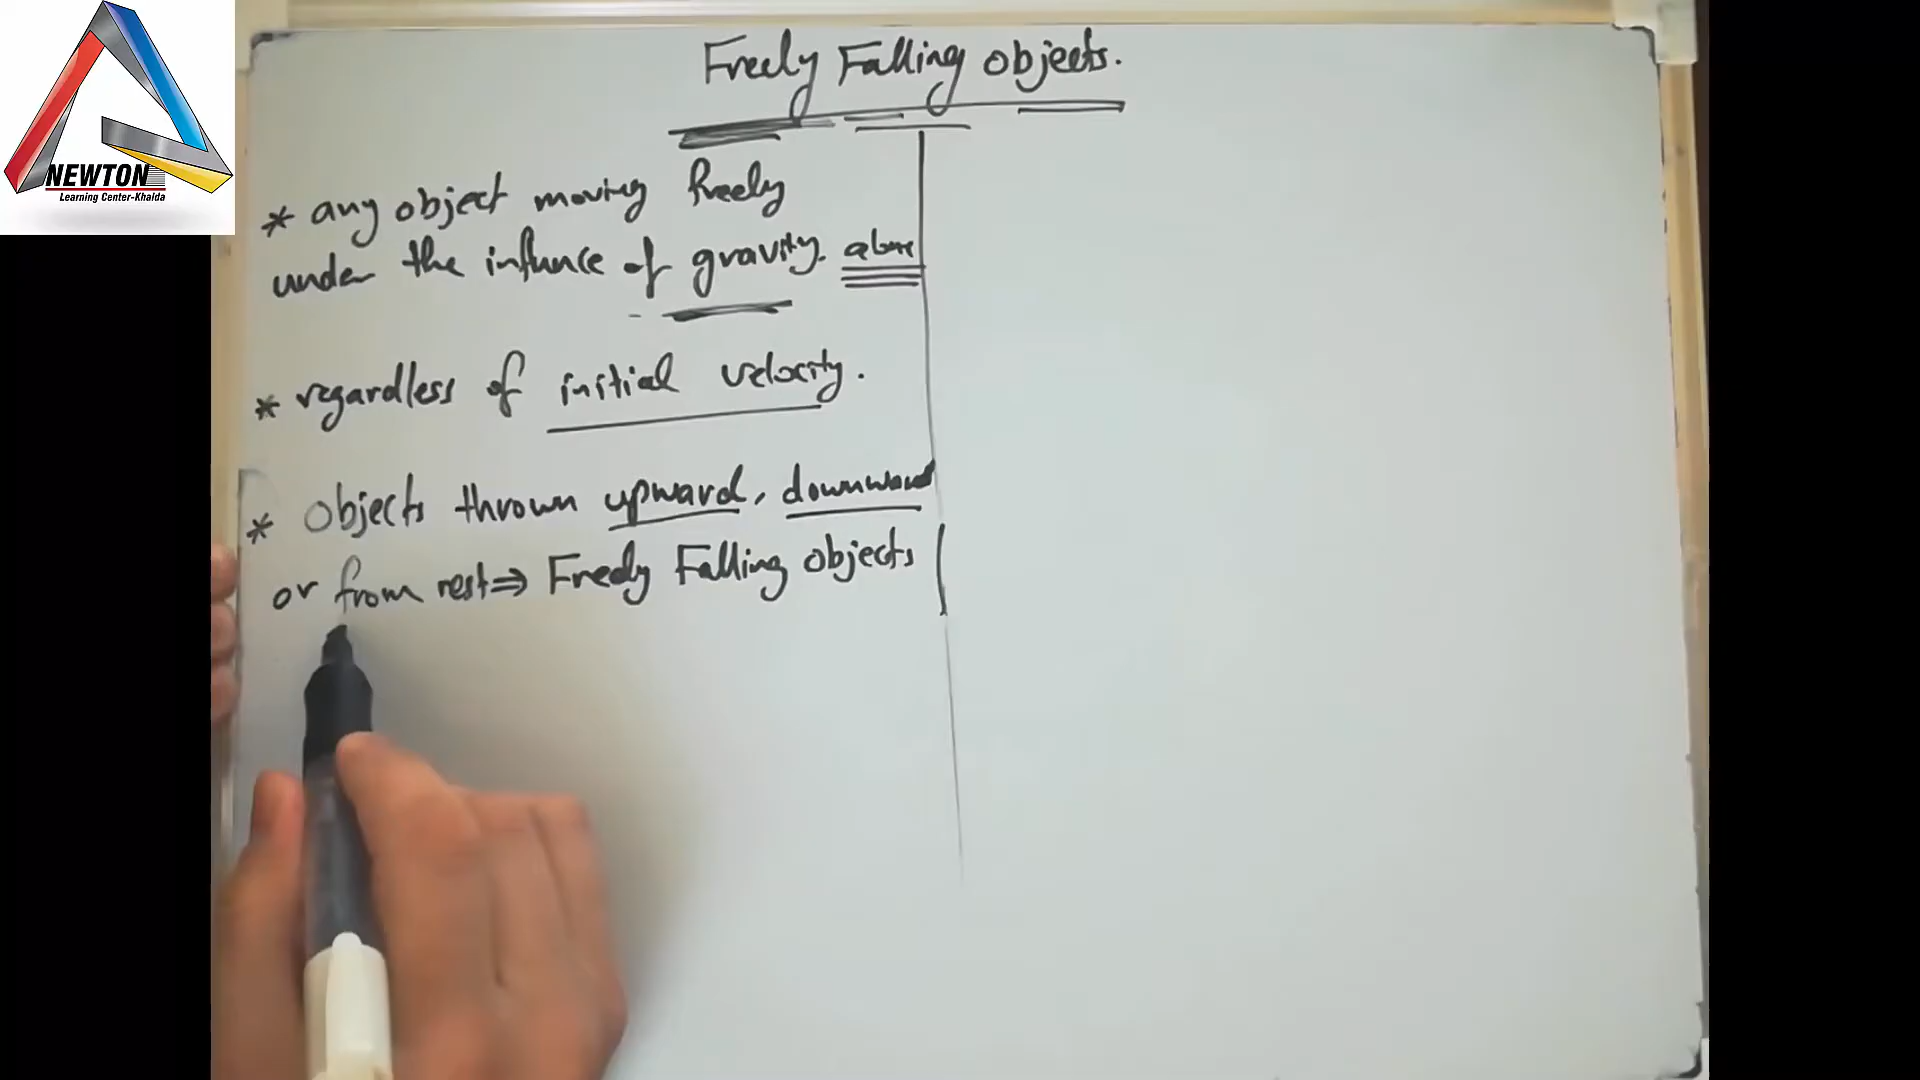 NEWTON
Learning Center-Khalda
Freely Falling objects.
* any object moving freely
under the influnce of gravity. alone
* regardless of initial velocity.
* Objects thrown upward, downward
or from rest⇒ Freely Falling objects